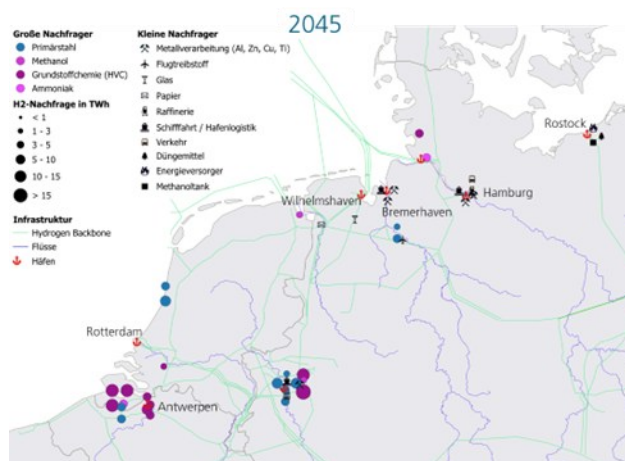 2045
Große Nachfrager
Primärstahl
Methanol
Grundstoffchemie (HVC)
Ammoniak
H2-Nachfrage in TWh
< 1
1 - 3
3 - 5
5 - 10
10 - 15
> 15
Infrastruktur
Hydrogen Backbone
Flüsse
Häfen
Kleine Nachfrager
Metallverarbeitung (Al, Zn, Cu, Ti)
Flugtreibstoff
Glas
Papier
Raffinerie
Schifffahrt / Hafenlogistik
Verkehr
Düngemittel
Energieversorger
Methanoltank
Rostock
Wilhelmshaven
Hamburg
Bremerhaven
Rotterdam
Antwerpen